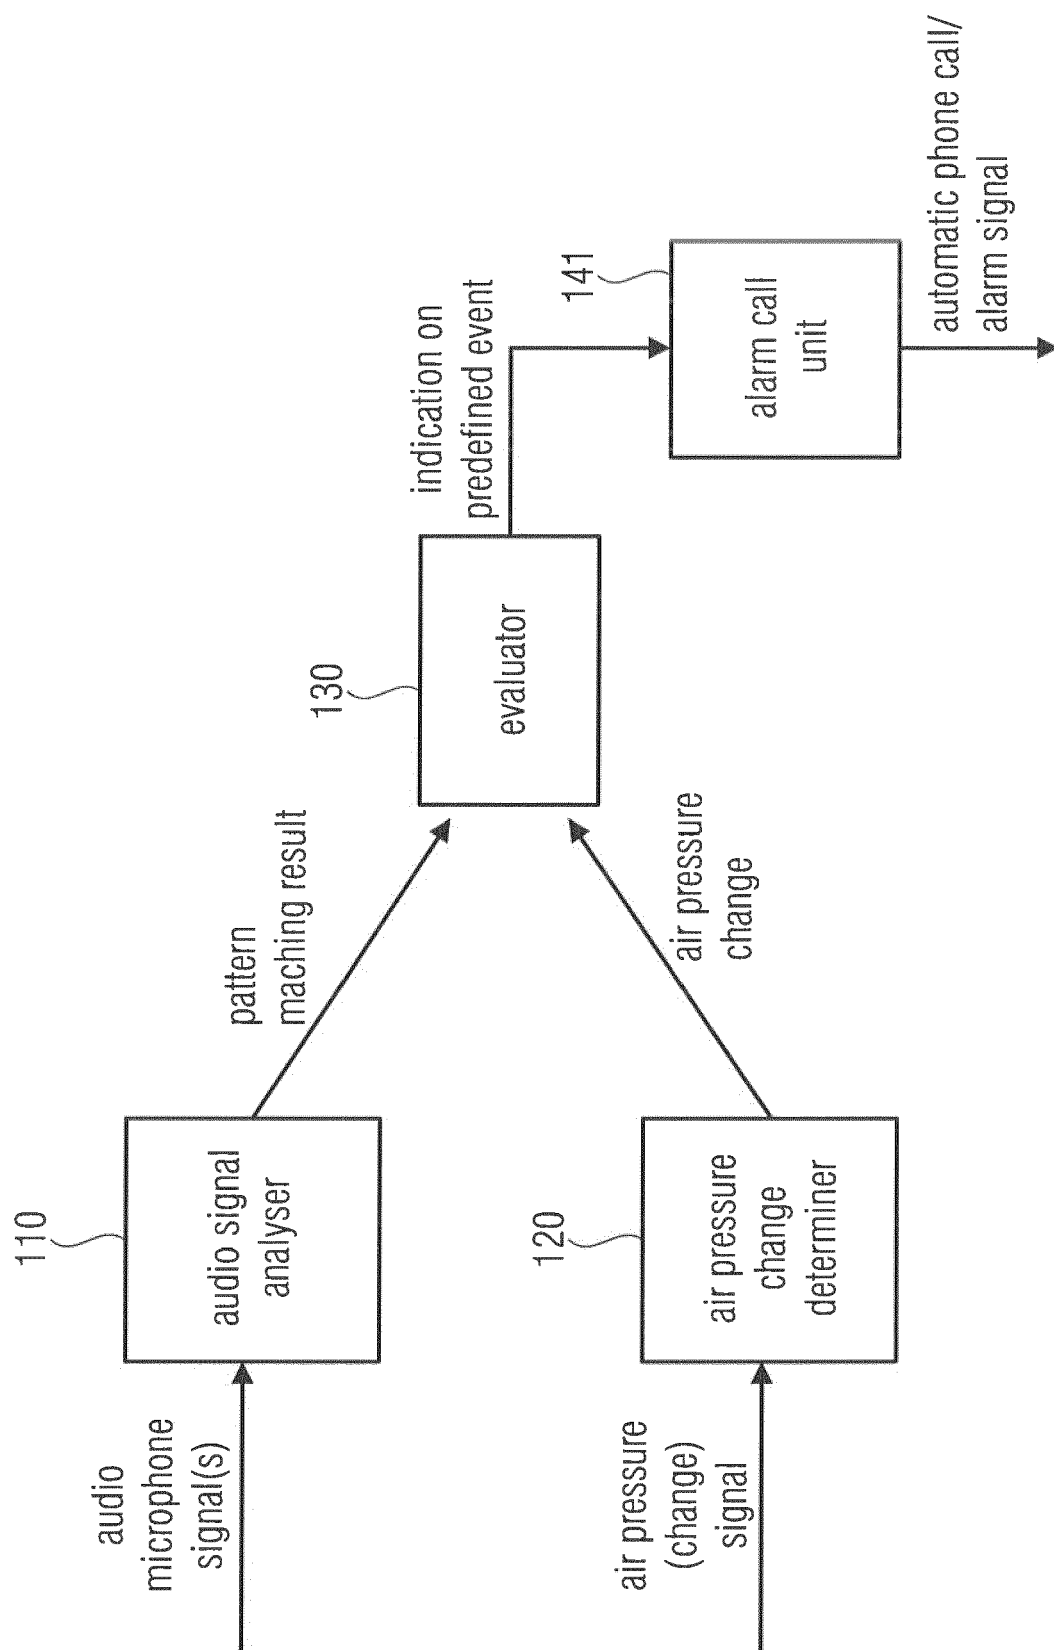 audio
microphone
signal(s)
110
audio signal
analyser
pattern
maching result
air pressure
(change)
signal
120
air pressure
change
determiner
air pressure
change
130
evaluator
indication on
predefined event
141
alarm call
unit
automatic phone call/
alarm signal